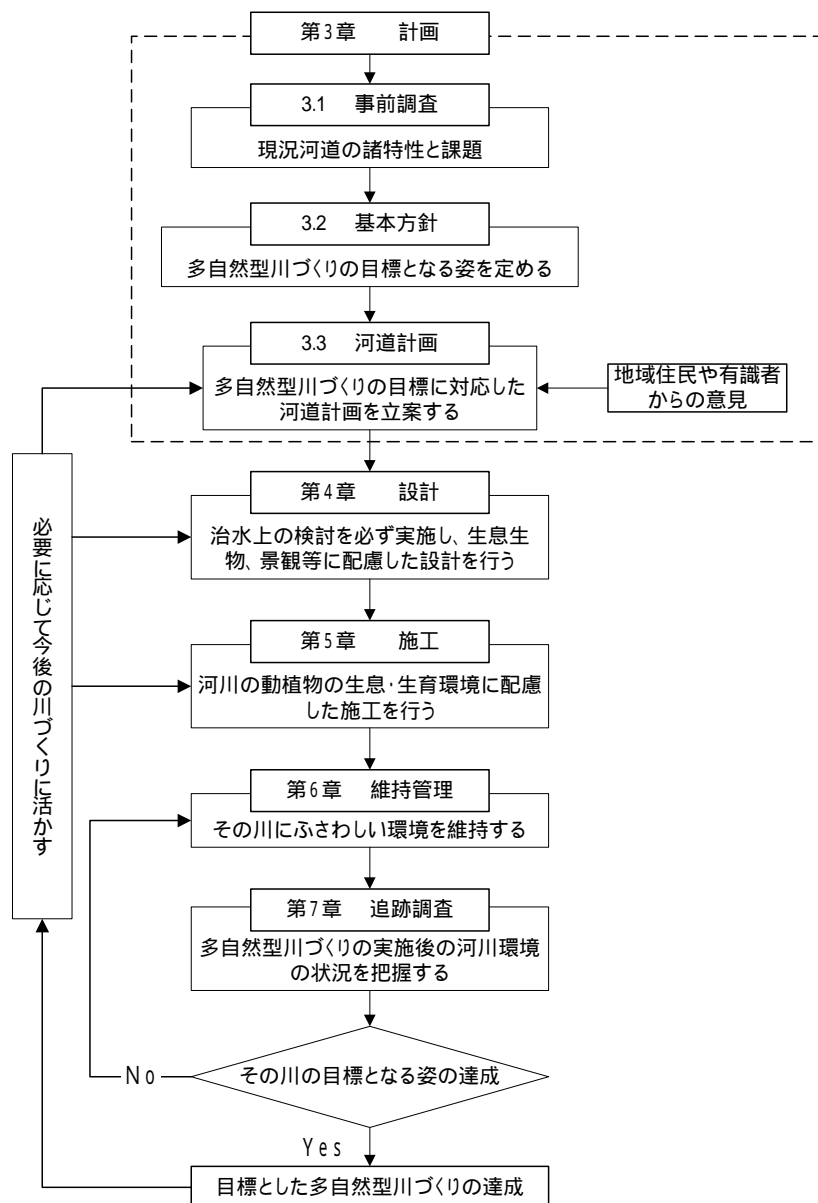 第3章 計画
3.1 事前調査
現況河道の諸特性と課題
3.2 基本方針
多自然型川づくりの目標となる姿を定める
3.3 河道計画
多自然型川づくりの目標に対応した
河道計画を立案する
地域住民や有識者
からの意見
第4章 設計
治水上の検討を必ず実施し、生息生
物、景観等に配慮した設計を行う
第5章 施工
河川の動植物の生息・生育環境に配慮
した施工を行う
第6章 維持管理
その川にふさわしい環境を維持する
第7章 追跡調査
多自然型川づくりの実施後の河川環境
の状況を把握する
その川の目標となる姿の達成
No
Yes
目標とした多自然型川づくりの達成
必要に応じて今後の川づくりに活かす